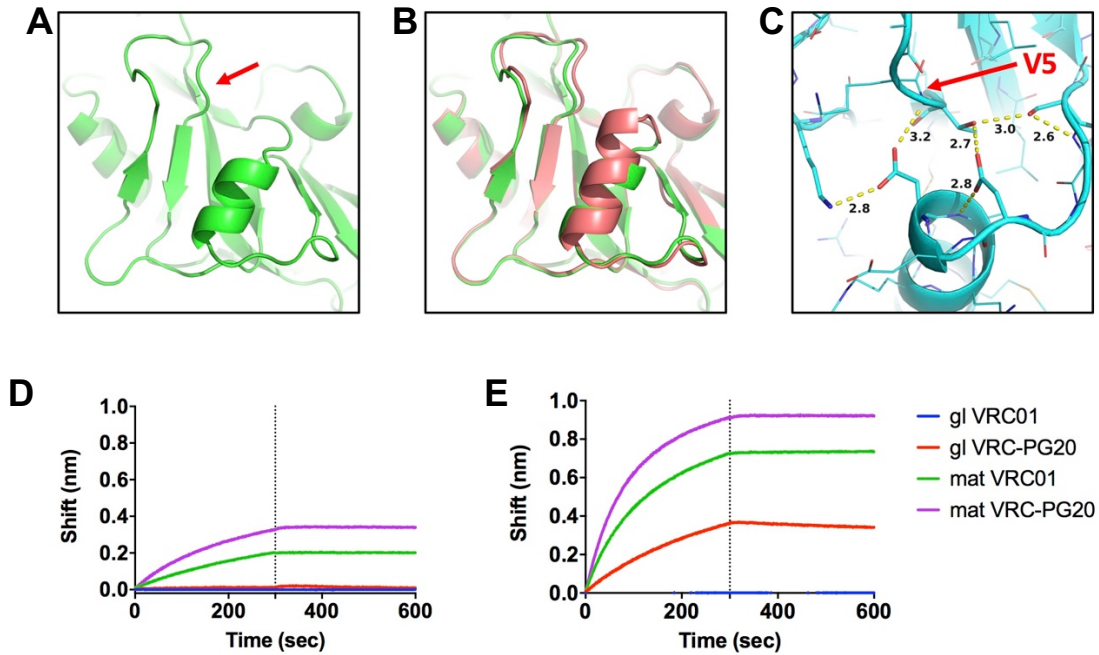 A
B
C
V5
3.2
2.7
3.0
2.6
2.8
2.8
D
1.0
0.8
0.6
0.4
0.2
0.0
Shift (nm)
0
200
400
600
Time (sec)
E
1.0
0.8
0.6
0.4
0.2
0.0
Shift (nm)
0
200
400
600
Time (sec)
gl VRC01
gl VRC-PG20
mat VRC01
mat VRC-PG20